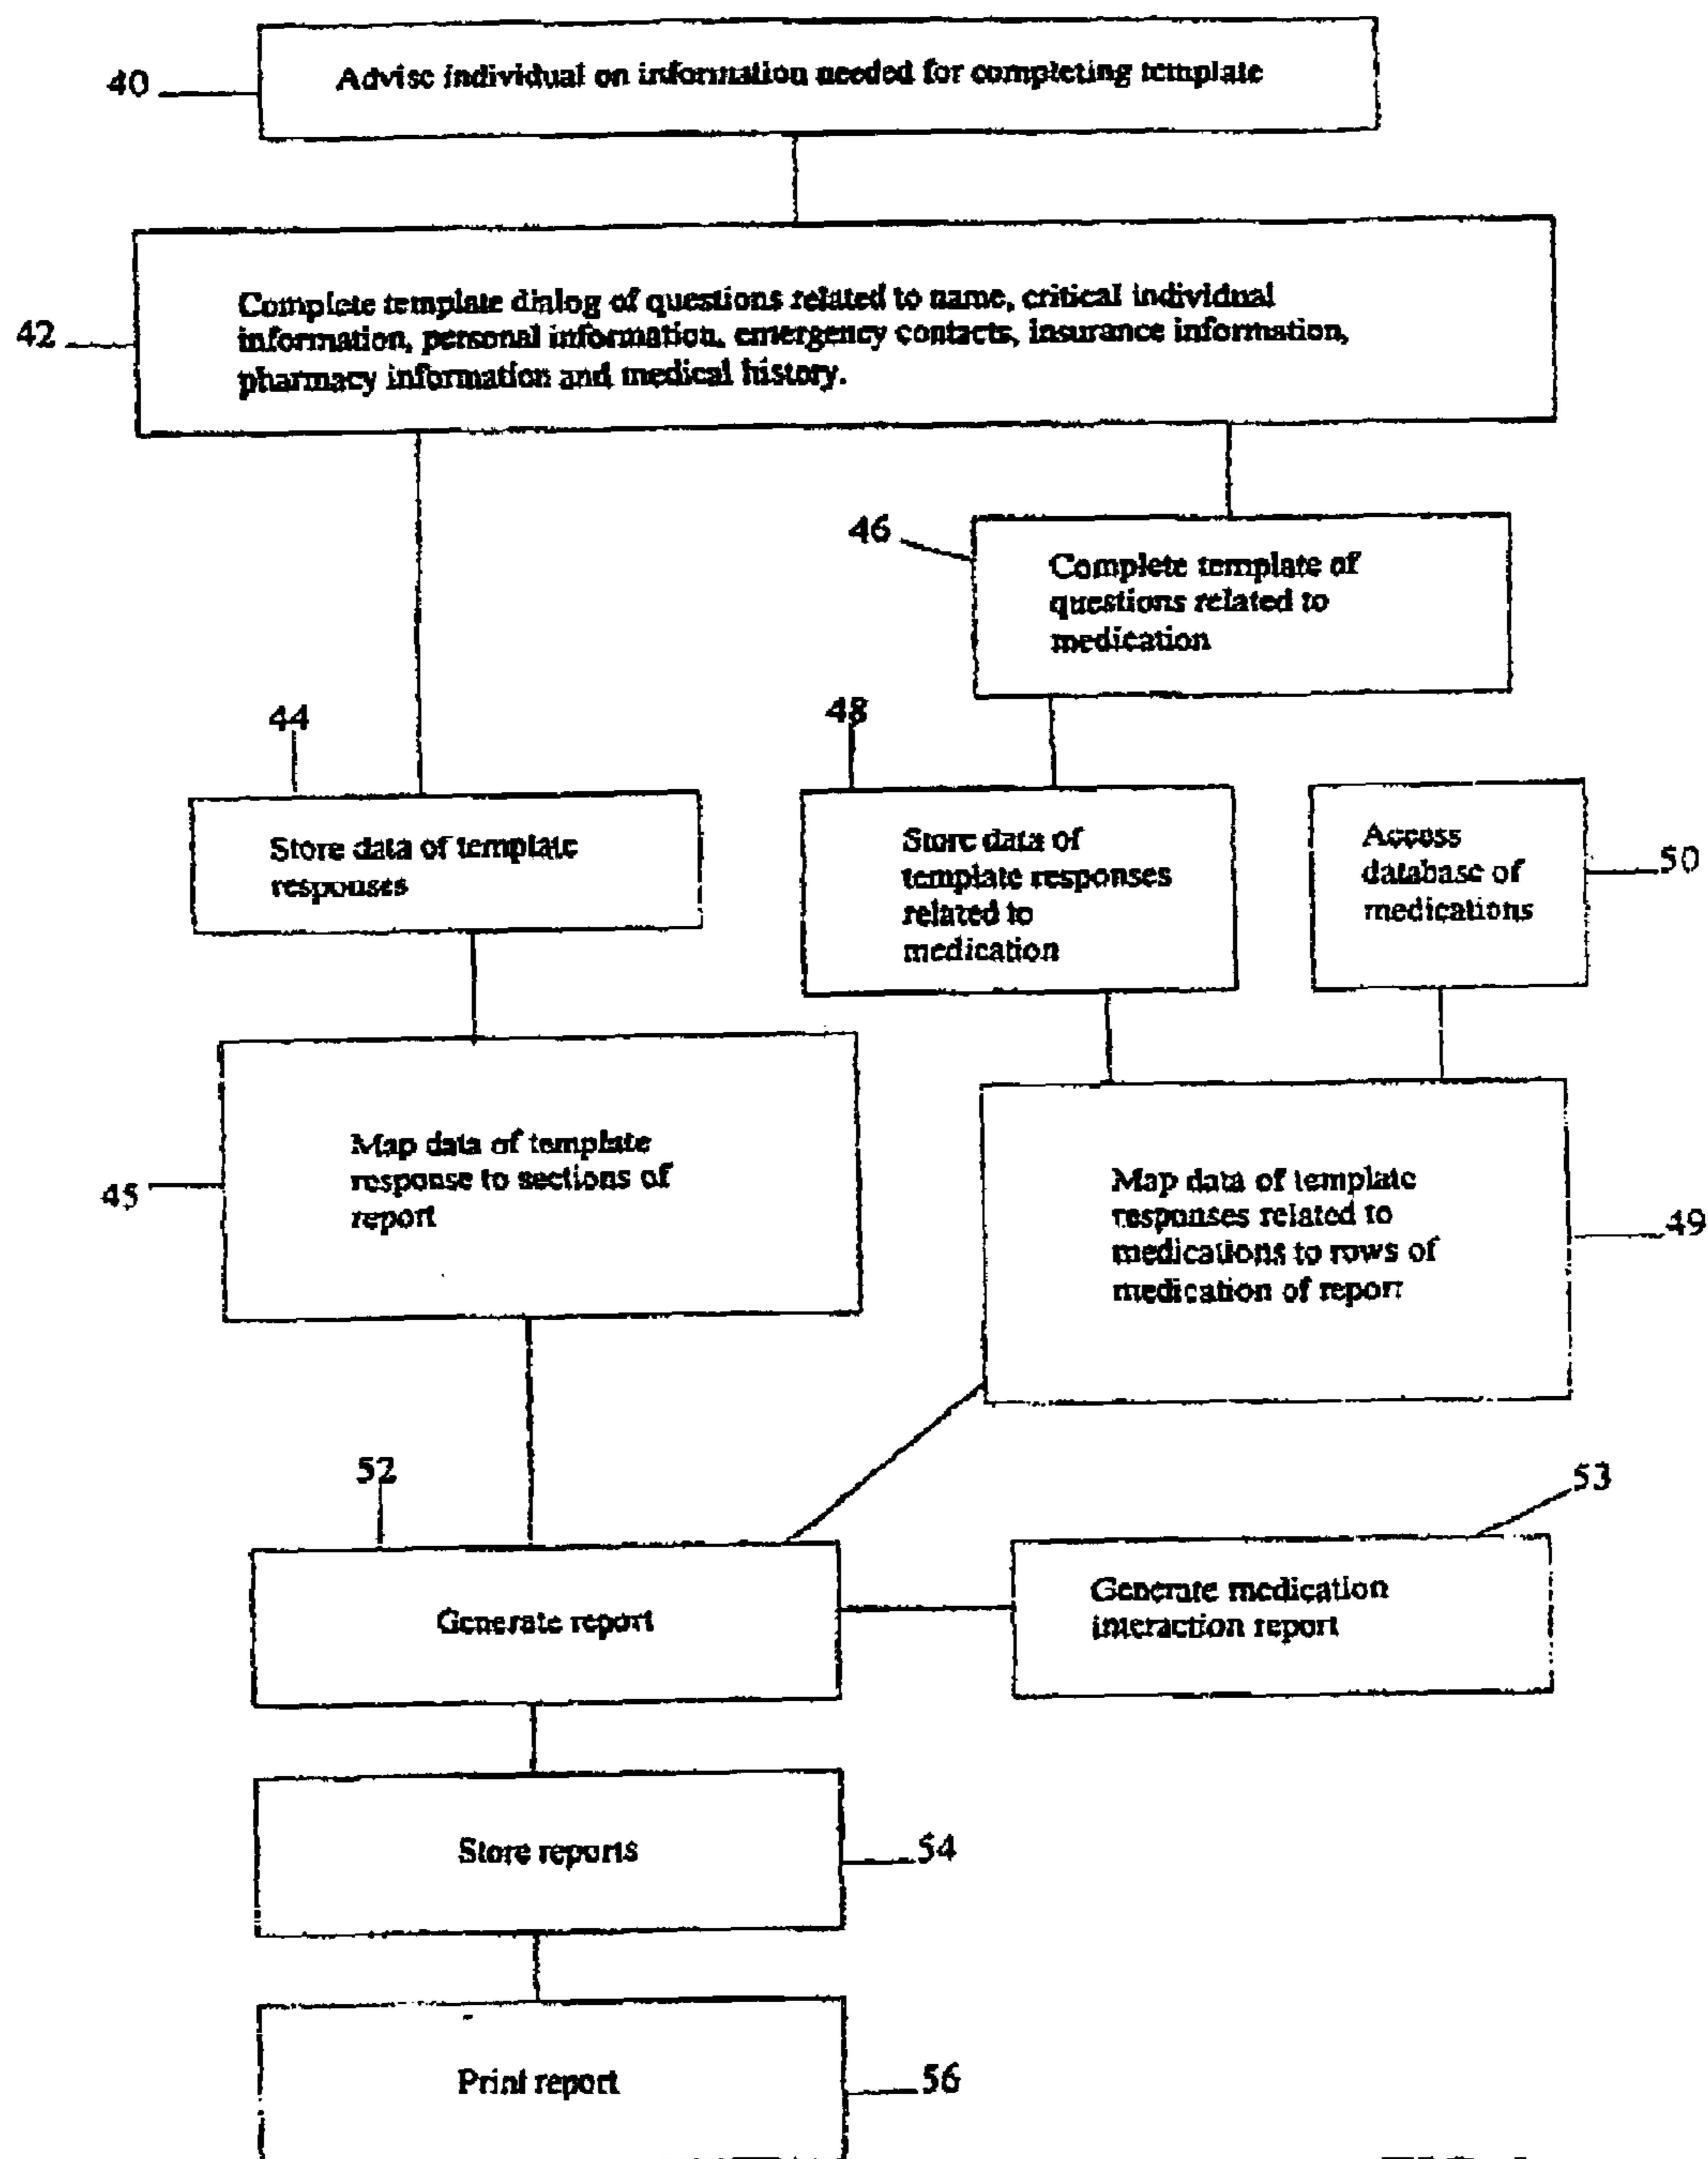 40
Advise individual on information needed for completing template
42
Complete template dialog of questions related to name, critical individual
information, personal information, emergency contacts, insurance information,
pharmacy information and medical history.
46
Complete template of
questions related to
medication
44
48
Store data of template
responses
Store data of
template responses
related to
medication
Access
database of
medications
50
45
Map data of template
response to sections of
report
Map data of template
responses related to
medications to rows of
medication of report
49
52
53
Generate report
Generate medication
interaction report
Store reports
54
Print report
56